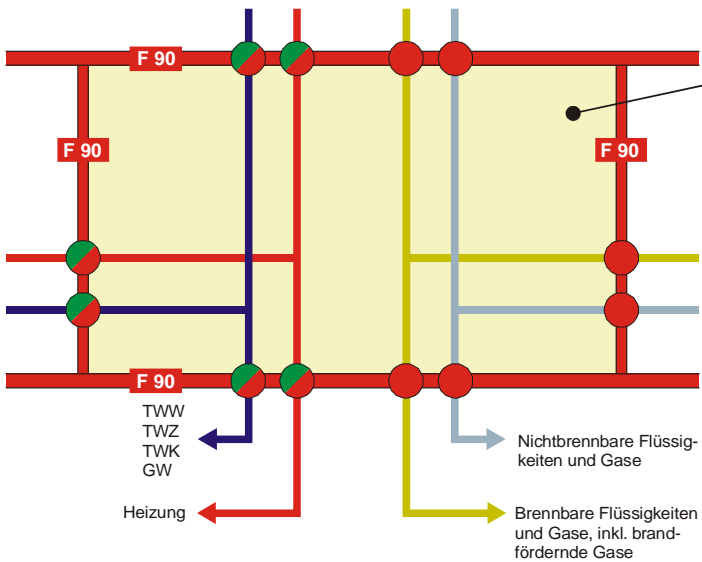 F 90
F 90
F 90
F 90
TWW
TWZ
TWK
GW
Nichtbrennbare Flüssig-
keiten und Gase
Heizung
Brennbare Flüssigkeiten
und Gase, inkl. brand-
fördernde Gase